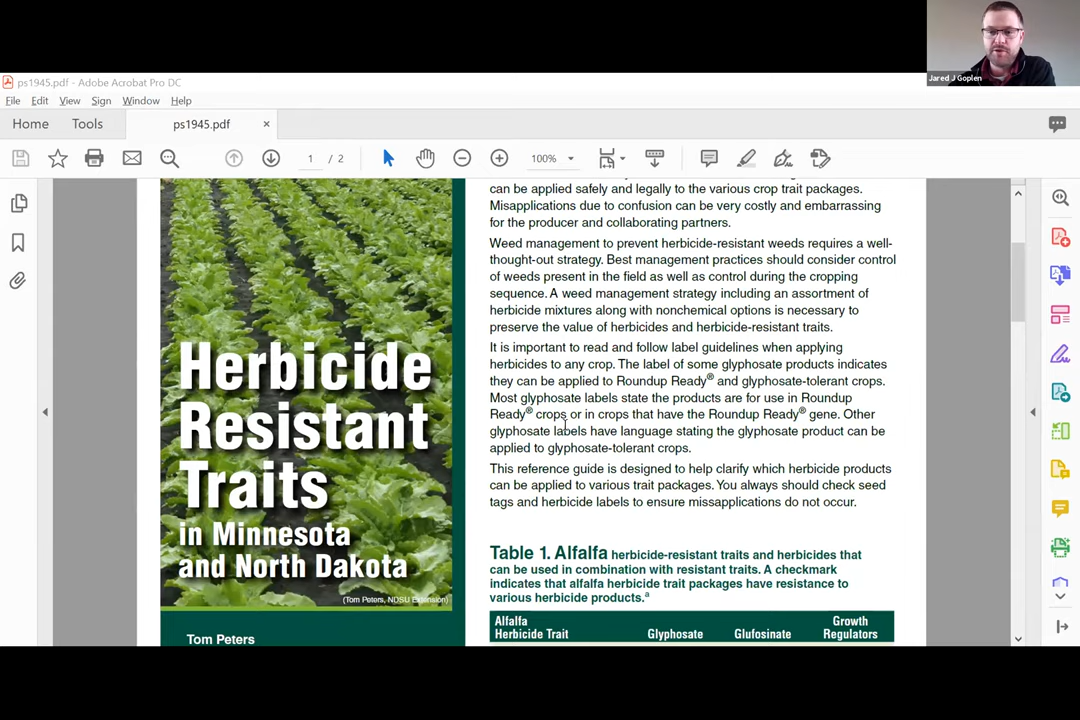 Jared J Goplen
ps1945.pdf - Adobe Acrobat Pro DC
File Edit View Sign Window Help
Home Tools ps1945.pdf ×
1 / 2 100%
can be applied safely and legally to the various crop trait packages.
Misapplications due to confusion can be very costly and embarrassing
for the producer and collaborating partners.
Weed management to prevent herbicide-resistant weeds requires a well-
thought-out strategy. Best management practices should consider control
of weeds present in the field as well as control during the cropping
sequence. A weed management strategy including an assortment of
herbicide mixtures along with nonchemical options is necessary to
preserve the value of herbicides and herbicide-resistant traits.
It is important to read and follow label guidelines when applying
herbicides to any crop. The label of some glyphosate products indicates
they can be applied to Roundup Ready® and glyphosate-tolerant crops.
Most glyphosate labels state the products are for use in Roundup
Ready® crops or in crops that have the Roundup Ready® gene. Other
glyphosate labels have language stating the glyphosate product can be
applied to glyphosate-tolerant crops.
This reference guide is designed to help clarify which herbicide products
can be applied to various trait packages. You always should check seed
tags and herbicide labels to ensure missapplications do not occur.
Table 1. Alfalfa herbicide-resistant traits and herbicides that
can be used in combination with resistant traits. A checkmark
indicates that alfalfa herbicide trait packages have resistance to
various herbicide products.a
Alfalfa
Herbicide Trait Glyphosate Glufosinate Growth
Regulators
Herbicide
Resistant
Traits
in Minnesota
and North Dakota
(Tom Peters, NDSU Extension)
Tom Peters